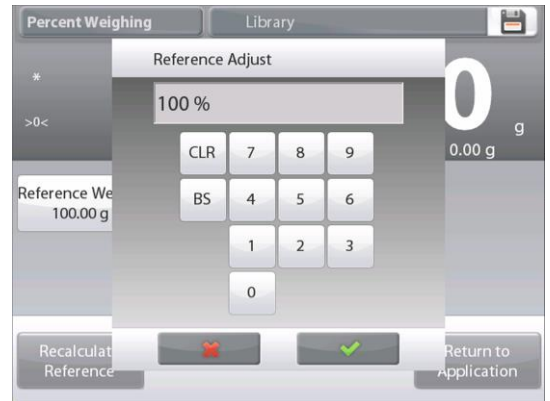 Percent Weighing
Library
Reference Adjust
*
100 %
0
>0<
g
0.00 g
CLR 7 8 9
Reference We
100.00 g
BS 4 5 6
1 2 3
0
Recalculat
Reference
Return to
Application